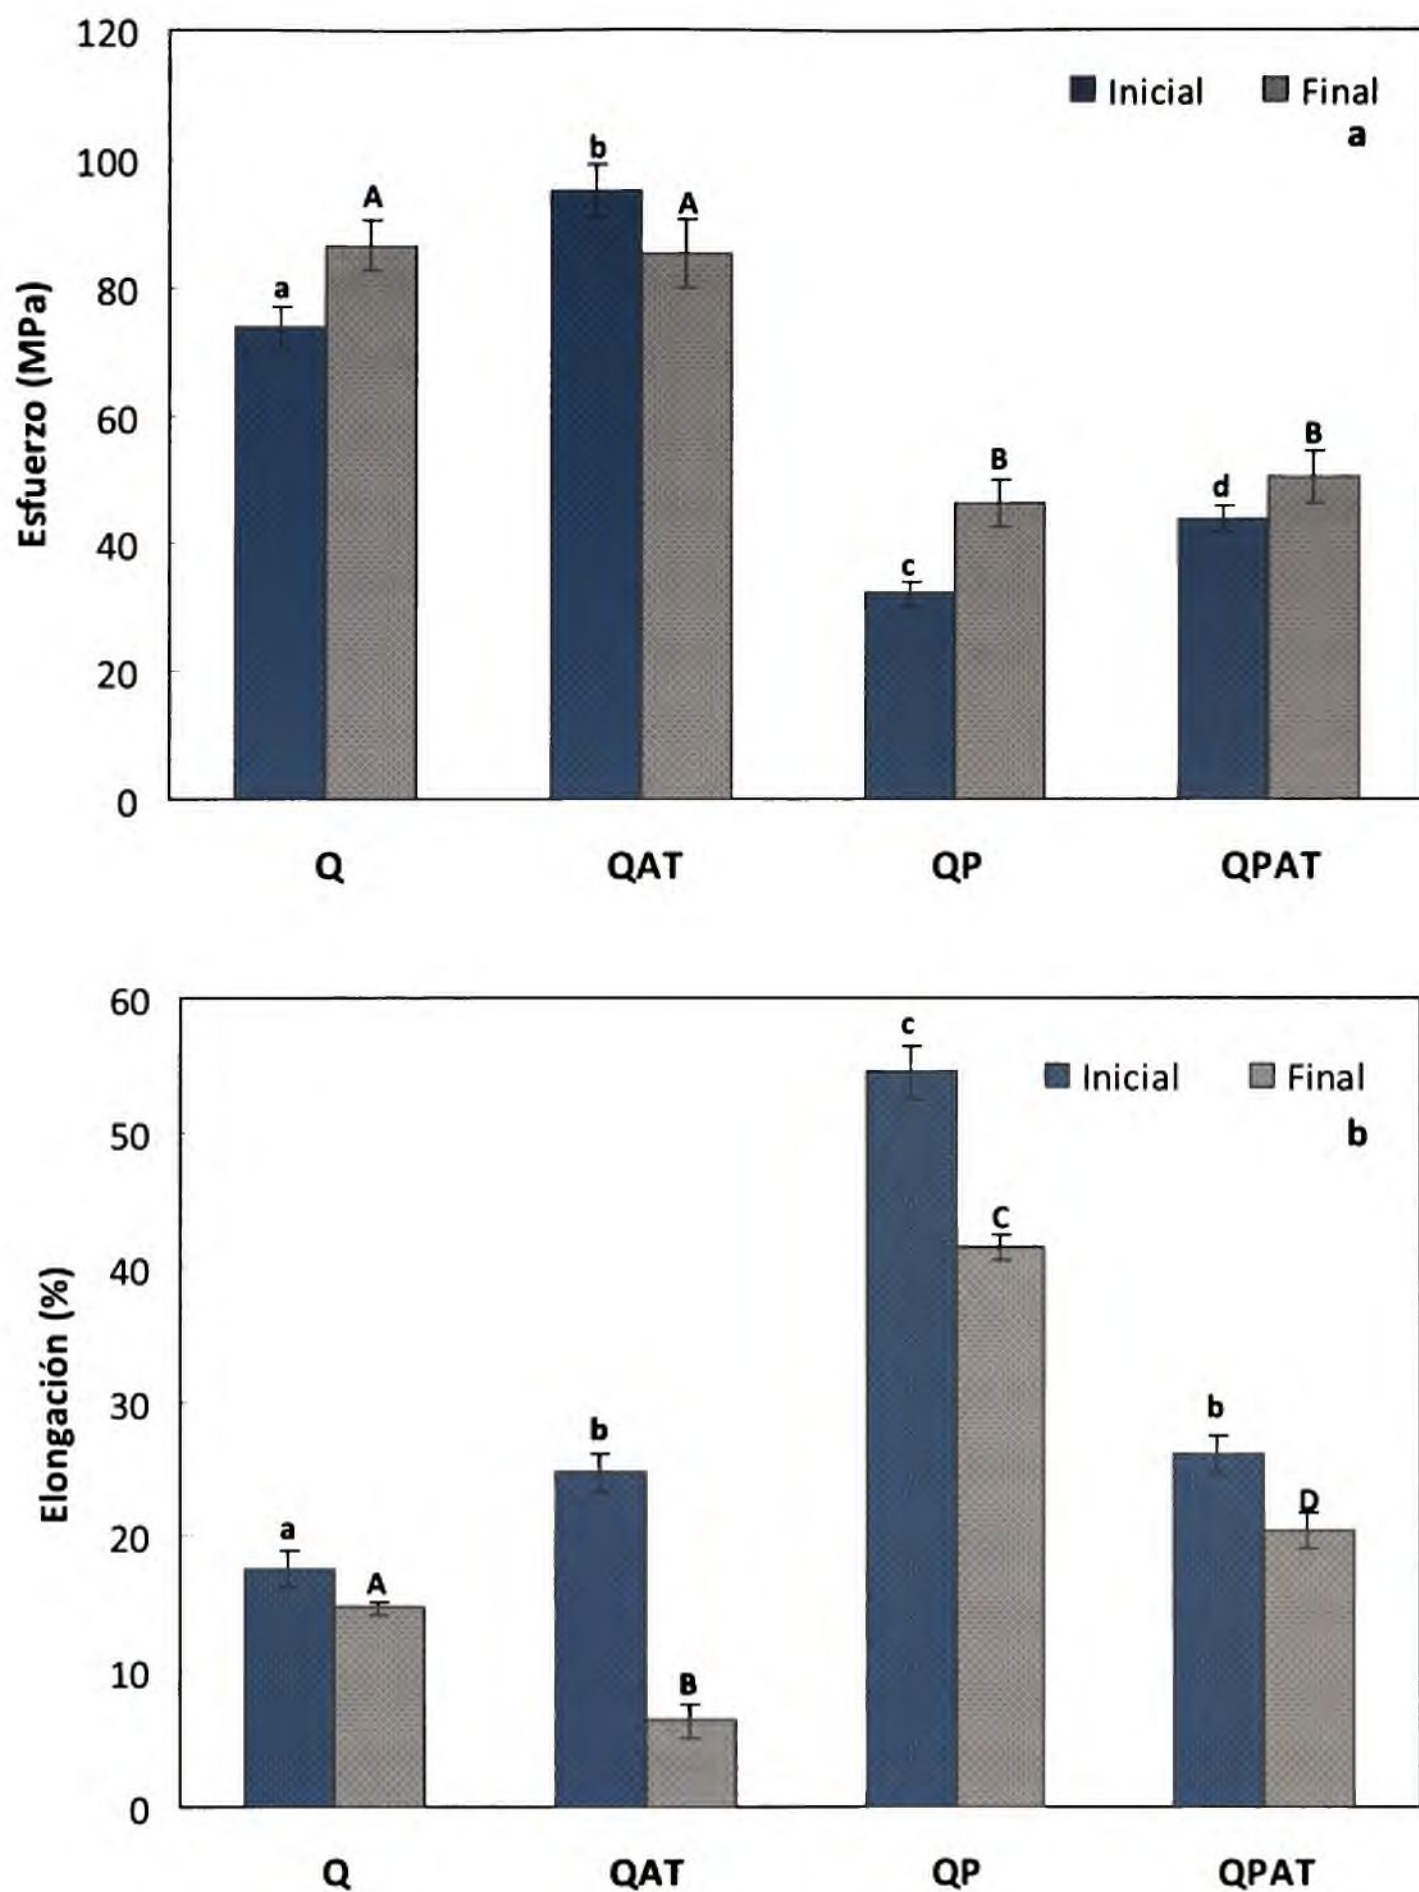 120
Inicial Final
a
100
b
A
A
80
a
Esfuerzo (MPa)
60
B
B
d
40
c
20
0
Q QAT QP QPAT
60
c
Inicial Final
b
50
C
40
Elongación (%)
30
b
b
D
20
a
A
10
B
0
Q QAT QP QPAT